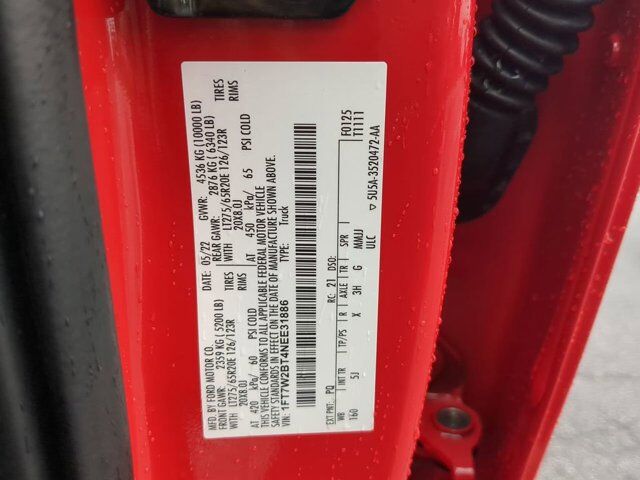 MFD. BY FORD MOTOR CO.
DATE: 05/22 GVWR: 4536 KG (10000 LB)
FRONT GAWR: 2359 KG (5200 LB) REAR GAWR: 2876 KG (6340 LB)
LT275/65R20E 126/123R TIRES WITH LT275/65R20E 126/123R TIRES
20X8.0J RIMS WITH 20X8.0J RIMS
AT 420 kPa/ 60 PSI COLD AT 450 kPa/ 65 PSI COLD
THIS VEHICLE CONFORMS TO ALL APPLICABLE FEDERAL MOTOR VEHICLE
SAFETY STANDARDS IN EFFECT ON THE DATE OF MANUFACTURE SHOWN ABOVE.
VIN: 1FT7W2BT4NEE31886 TYPE: Truck
F0125
T1111
EXT PNT: PQ RC: 21 DSO:
WB INT TR TP/PS R AXLE TR SPR
160 5J X 3H G MMJJ
ULC
▽ 5U5A-3520472-AA